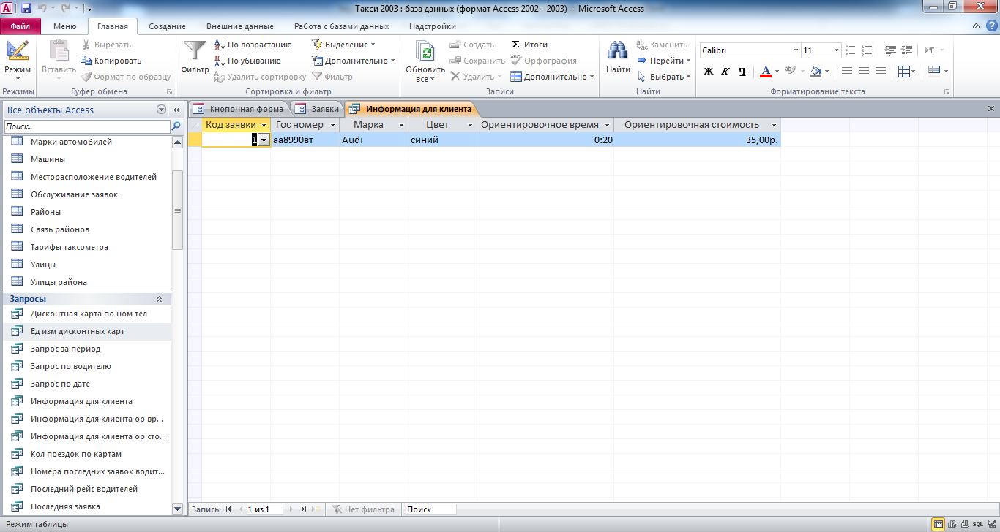 Такси 2003 : база данных (формат Access 2002 - 2003) - Microsoft Access
Файл Меню Главная Создание Внешние данные Работа с базами данных Надстройки
Режим
Режимы
Вставить
Вырезать
Копировать
Формат по образцу
Буфер обмена
Фильтр
По возрастанию
По убыванию
Удалить сортировку
Выделение
Дополнительно
Фильтр
Сортировка и фильтр
Обновить все
Создать
Сохранить
Удалить
Итоги
Орфография
Дополнительно
Записи
Найти
Заменить
Перейти
Выбрать
Найти
Calibri 11
Ж К Ч
Форматирование текста
Все объекты Access
Поиск...
Марки автомобилей
Машины
Месторасположение водителей
Обслуживание заявок
Районы
Связь районов
Тарифы таксометра
Улицы
Улицы района
Запросы
Дисконтная карта по ном тел
Ед изм дисконтных карт
Запрос за период
Запрос по водителю
Запрос по дате
Информация для клиента
Информация для клиента ор вр...
Информация для клиента ор сто...
Кол поездок по картам
Номера последних заявок водит...
Последний рейс водителей
Последняя заявка
Кнопочная форма Заявки Информация для клиента
Код заявки Гос номер Марка Цвет Ориентировочное время Ориентировочная стоимость
1 аа8990вт Audi синий 0:20 35,00р.
Запись: 1 из 1 Нет фильтра Поиск
Режим таблицы SQL